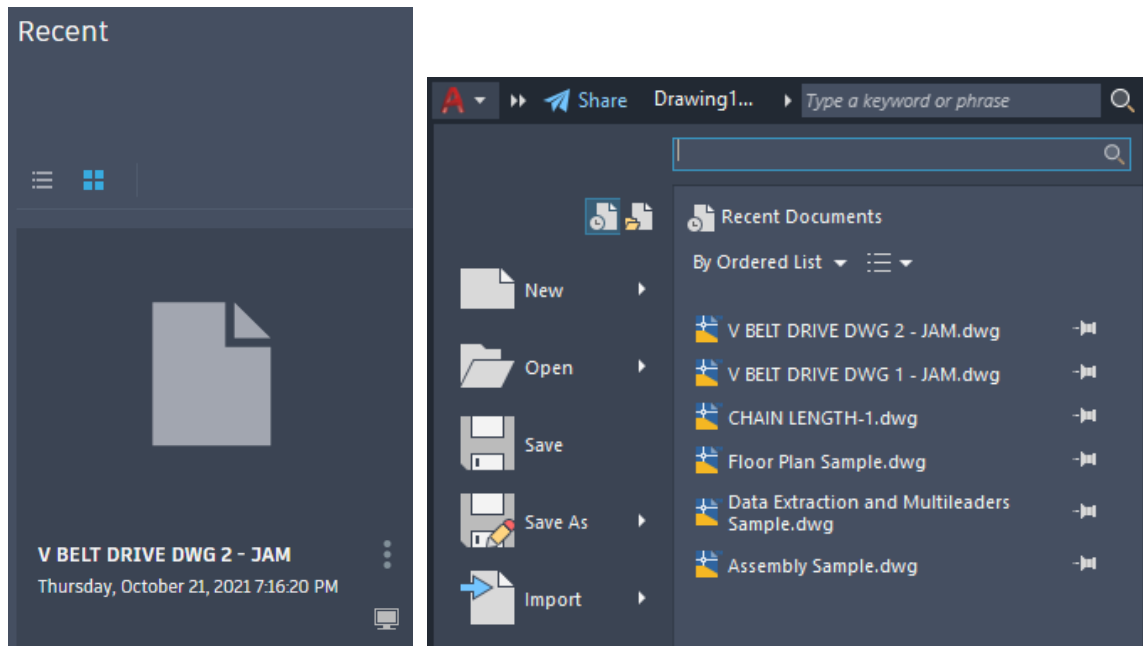 Recent
V BELT DRIVE DWG 2 - JAM
Thursday, October 21, 2021 7:16:20 PM
Share Drawing1... Type a keyword or phrase
Recent Documents
By Ordered List
New
Open
Save
Save As
Import
V BELT DRIVE DWG 2 - JAM.dwg
V BELT DRIVE DWG 1 - JAM.dwg
CHAIN LENGTH-1.dwg
Floor Plan Sample.dwg
Data Extraction and Multileaders
Sample.dwg
Assembly Sample.dwg